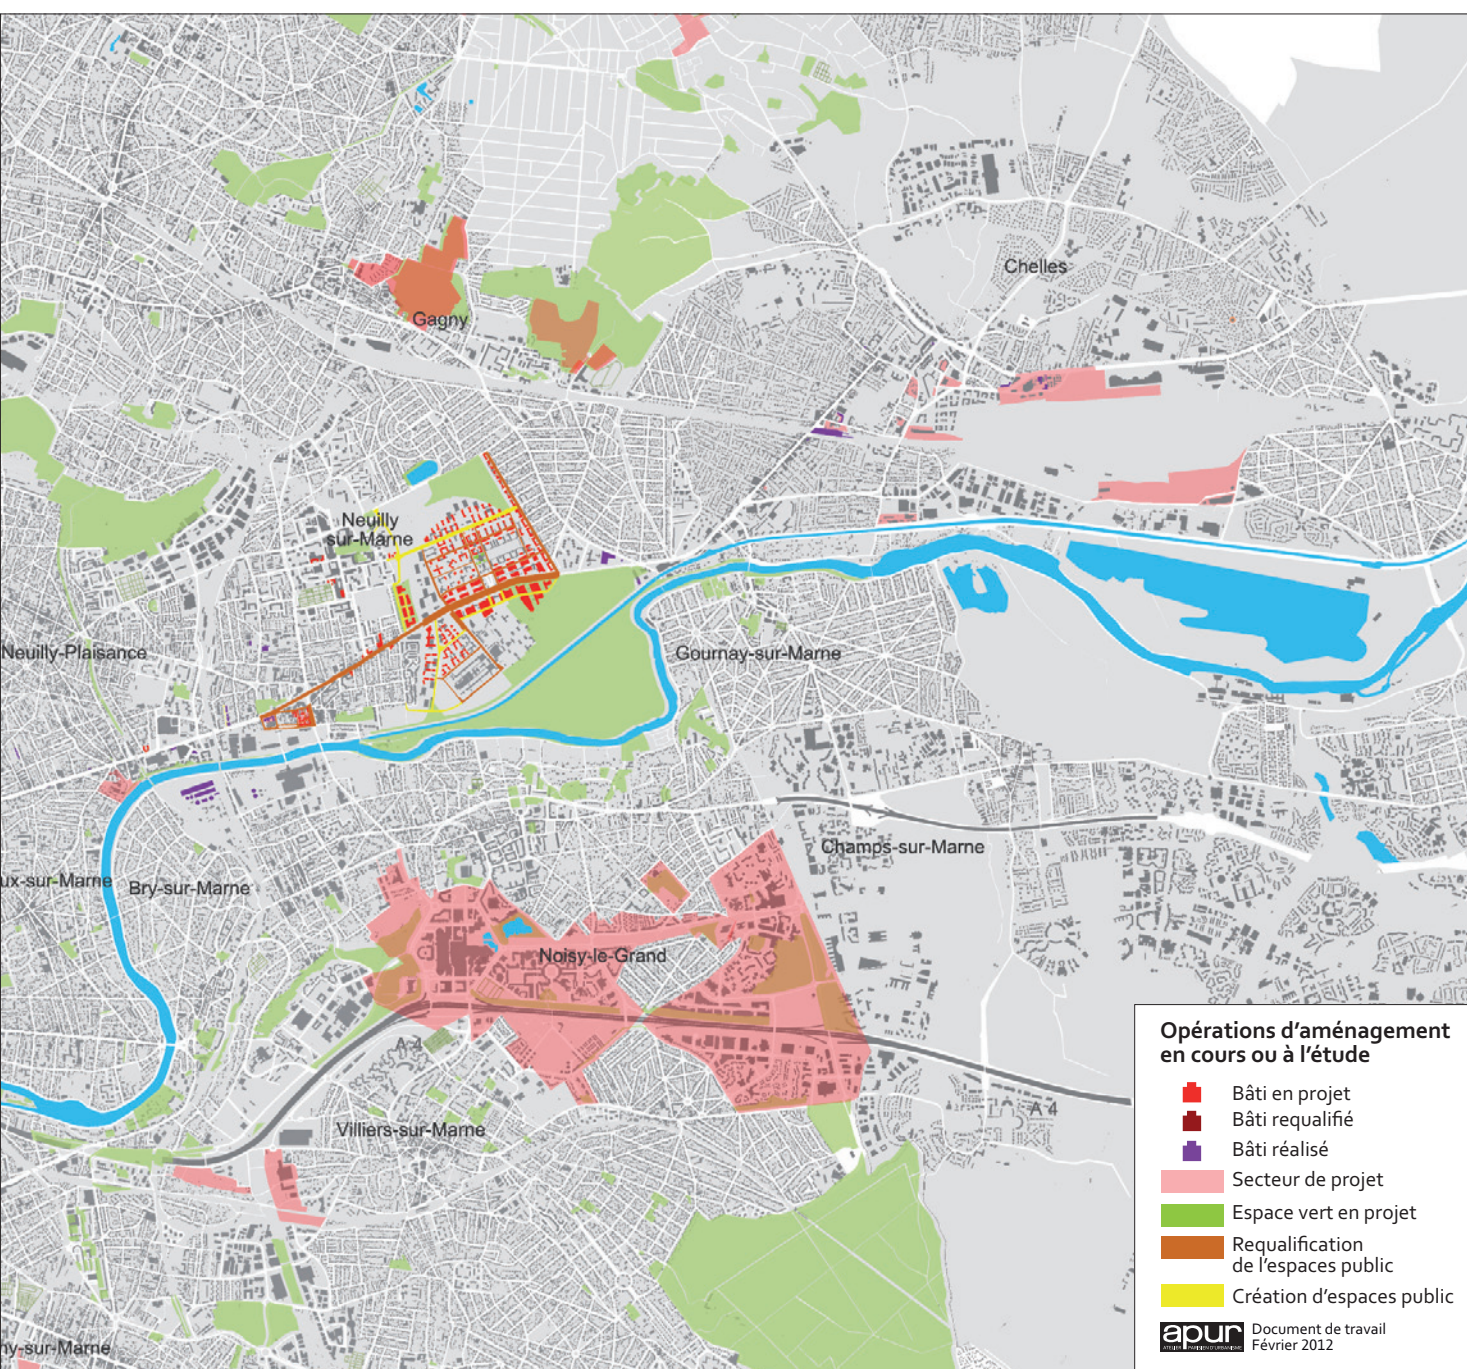 Chelles
Gagny
Neuilly
sur-Marne
Neuilly-Plaisance
Gournay-sur-Marne
Champs-sur-Marne
ux-sur-Marne
Bry-sur-Marne
Noisy-le-Grand
A 4
A 4
Villiers-sur-Marne
ny-sur-Marne
Opérations d'aménagement
en cours ou à l'étude
Bâti en projet
Bâti requalifié
Bâti réalisé
Secteur de projet
Espace vert en projet
Requalification
de l'espaces public
Création d'espaces public
apur
ATELIER PARISIEN D'URBANISME
Document de travail
Février 2012